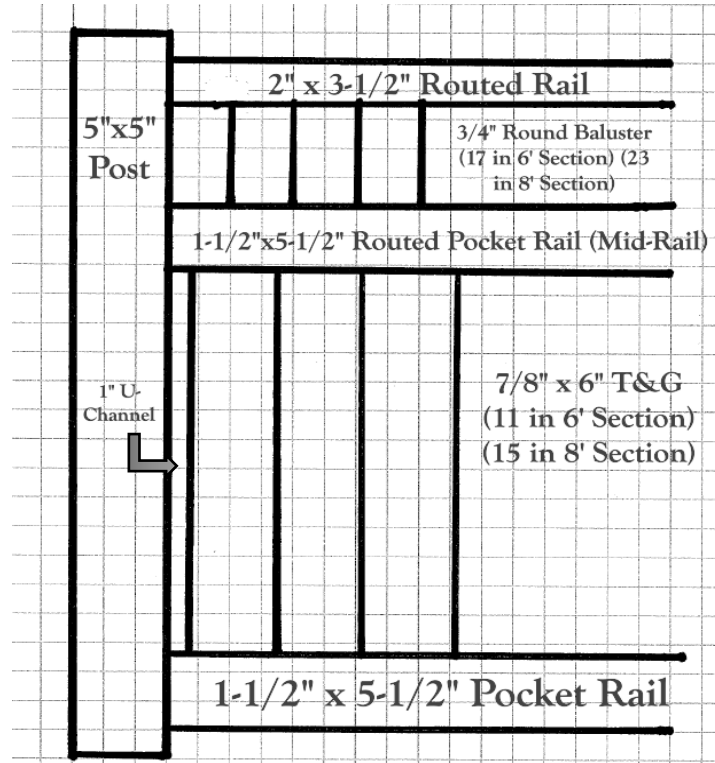 2" x 3-1/2" Routed Rail
5"x5"
Post
3/4" Round Baluster
(17 in 6' Section) (23
in 8' Section)
1-1/2"x5-1/2" Routed Pocket Rail (Mid-Rail)
1" U-
Channel
7/8" x 6" T&G
(11 in 6' Section)
(15 in 8' Section)
1-1/2" x 5-1/2" Pocket Rail